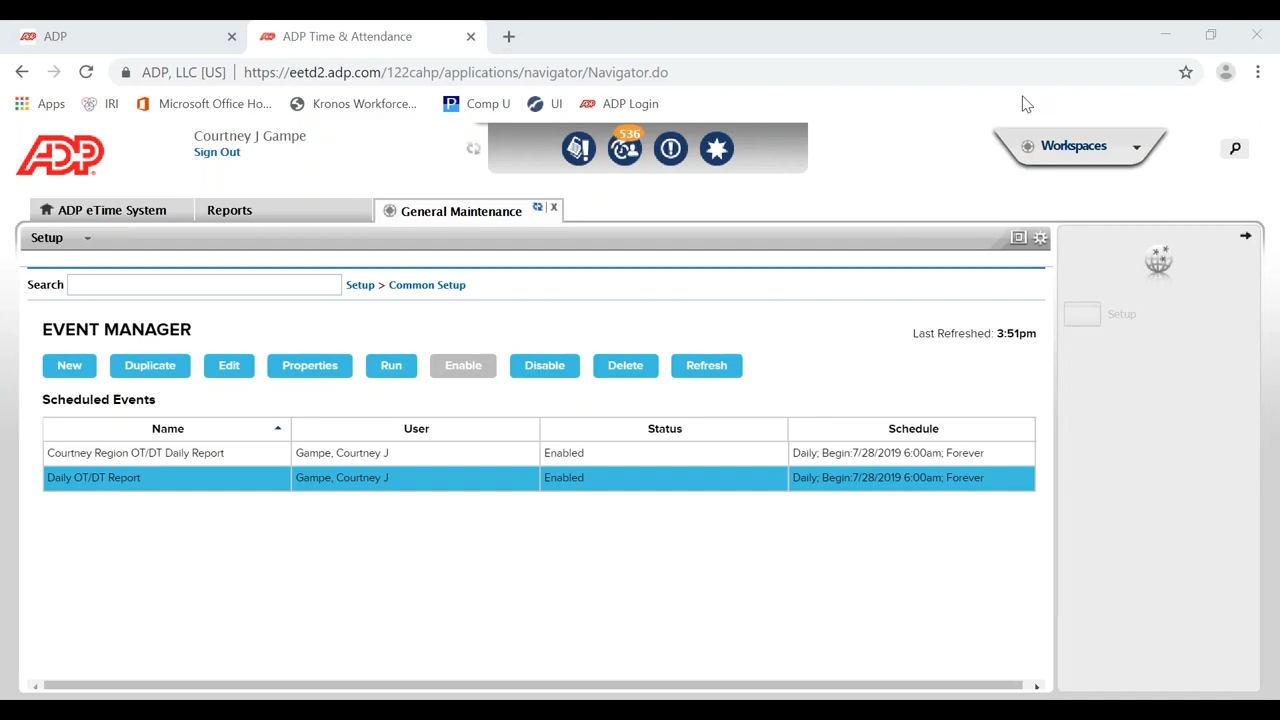 ADP
ADP Time & Attendance
ADP, LLC [US] | https://eetd2.adp.com/122cahp/applications/navigator/Navigator.do
Apps IRI Microsoft Office Ho... Kronos Workforce... Comp U UI ADP Login
ADP
Courtney J Gampe
Sign Out
536
Workspaces
ADP eTime System Reports General Maintenance X
Setup
Search Setup > Common Setup
Setup
EVENT MANAGER
Last Refreshed: 3:51pm
New Duplicate Edit Properties Run Enable Disable Delete Refresh
Scheduled Events
Name User Status Schedule
Courtney Region OT/DT Daily Report Gampe, Courtney J Enabled Daily; Begin:7/28/2019 6:00am; Forever
Daily OT/DT Report Gampe, Courtney J Enabled Daily; Begin:7/28/2019 6:00am; Forever